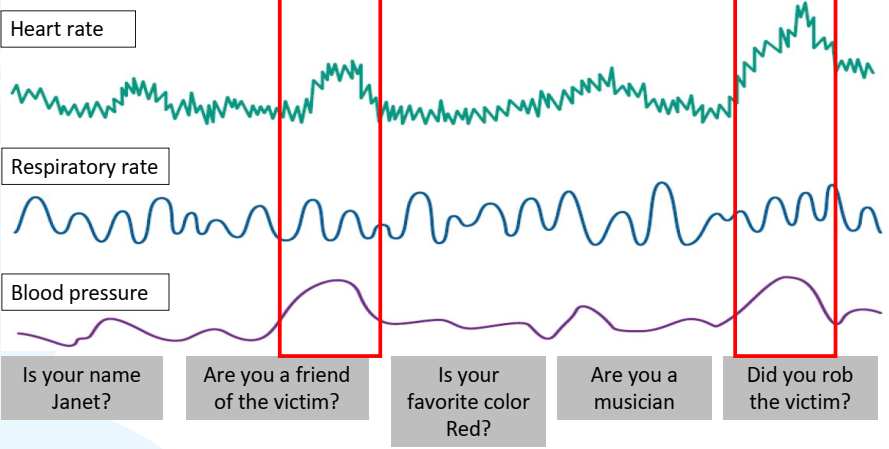 Heart rate
Respiratory rate
Blood pressure
Is your name
Janet?
Are you a friend
of the victim?
Is your
favorite color
Red?
Are you a
musician
Did you rob
the victim?